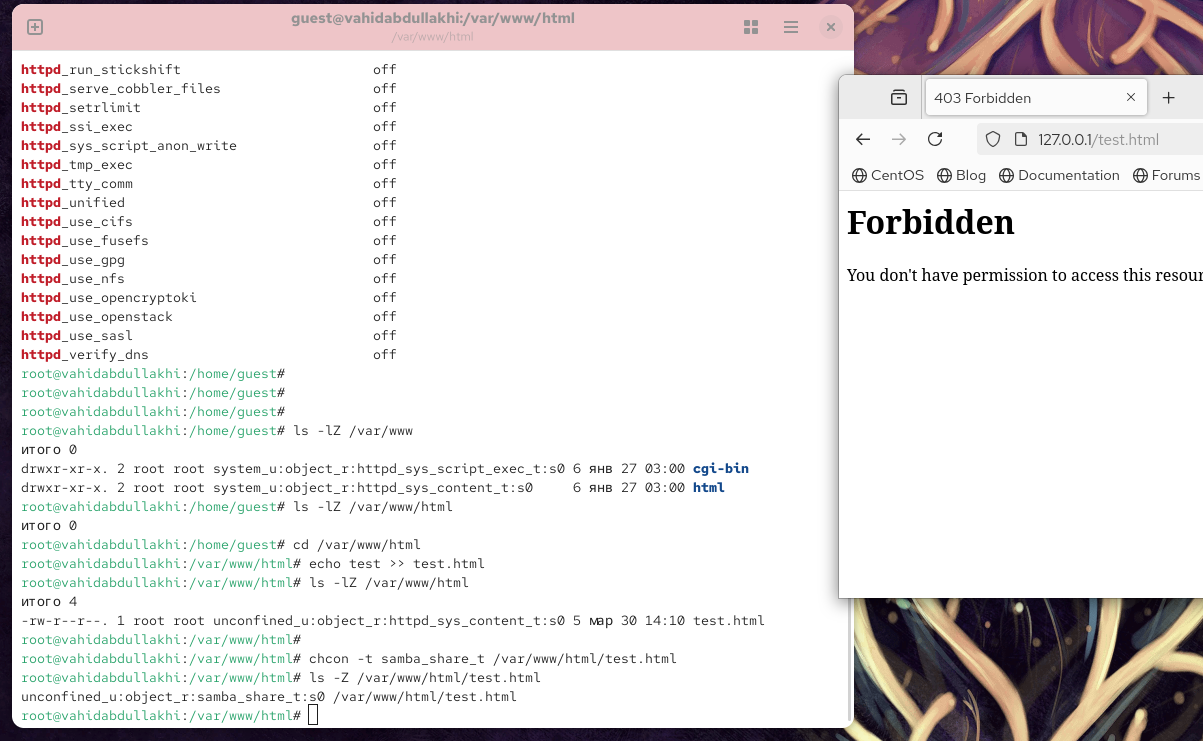 guest@vahidabdullakhi:/var/www/html
/var/www/html
httpd_run_stickshift off
httpd_serve_cobbler_files off
httpd_setrlimit off
httpd_ssi_exec off
httpd_sys_script_anon_write off
httpd_tmp_exec off
httpd_tty_comm off
httpd_unified off
httpd_use_cifs off
httpd_use_fusefs off
httpd_use_gpg off
httpd_use_nfs off
httpd_use_opencryptoki off
httpd_use_openstack off
httpd_use_sasl off
httpd_verify_dns off
root@vahidabdullakhi:/home/guest#
root@vahidabdullakhi:/home/guest#
root@vahidabdullakhi:/home/guest#
root@vahidabdullakhi:/home/guest# ls -lZ /var/www
итого 0
drwxr-xr-x. 2 root root system_u:object_r:httpd_sys_script_exec_t:s0 6 янв 27 03:00 cgi-bin
drwxr-xr-x. 2 root root system_u:object_r:httpd_sys_content_t:s0 6 янв 27 03:00 html
root@vahidabdullakhi:/home/guest# ls -lZ /var/www/html
итого 0
root@vahidabdullakhi:/home/guest# cd /var/www/html
root@vahidabdullakhi:/var/www/html# echo test >> test.html
root@vahidabdullakhi:/var/www/html# ls -lZ /var/www/html
итого 4
-rw-r--r--. 1 root root unconfined_u:object_r:httpd_sys_content_t:s0 5 мар 30 14:10 test.html
root@vahidabdullakhi:/var/www/html#
root@vahidabdullakhi:/var/www/html# chcon -t samba_share_t /var/www/html/test.html
root@vahidabdullakhi:/var/www/html# ls -Z /var/www/html/test.html
unconfined_u:object_r:samba_share_t:s0 /var/www/html/test.html
root@vahidabdullakhi:/var/www/html#
403 Forbidden
127.0.0.1/test.html
CentOS Blog Documentation Forums
Forbidden
You don't have permission to access this resour